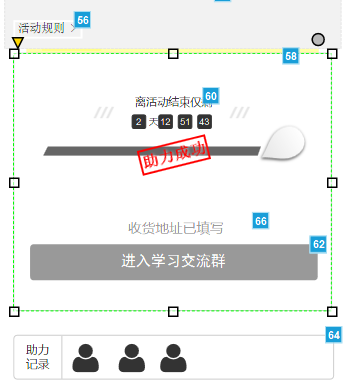 56
活动规则 >
58
60
离活动结束仅剩
2 天 12 51 43
助力成功
66
收货地址已填写
62
进入学习交流群
64
助力
记录